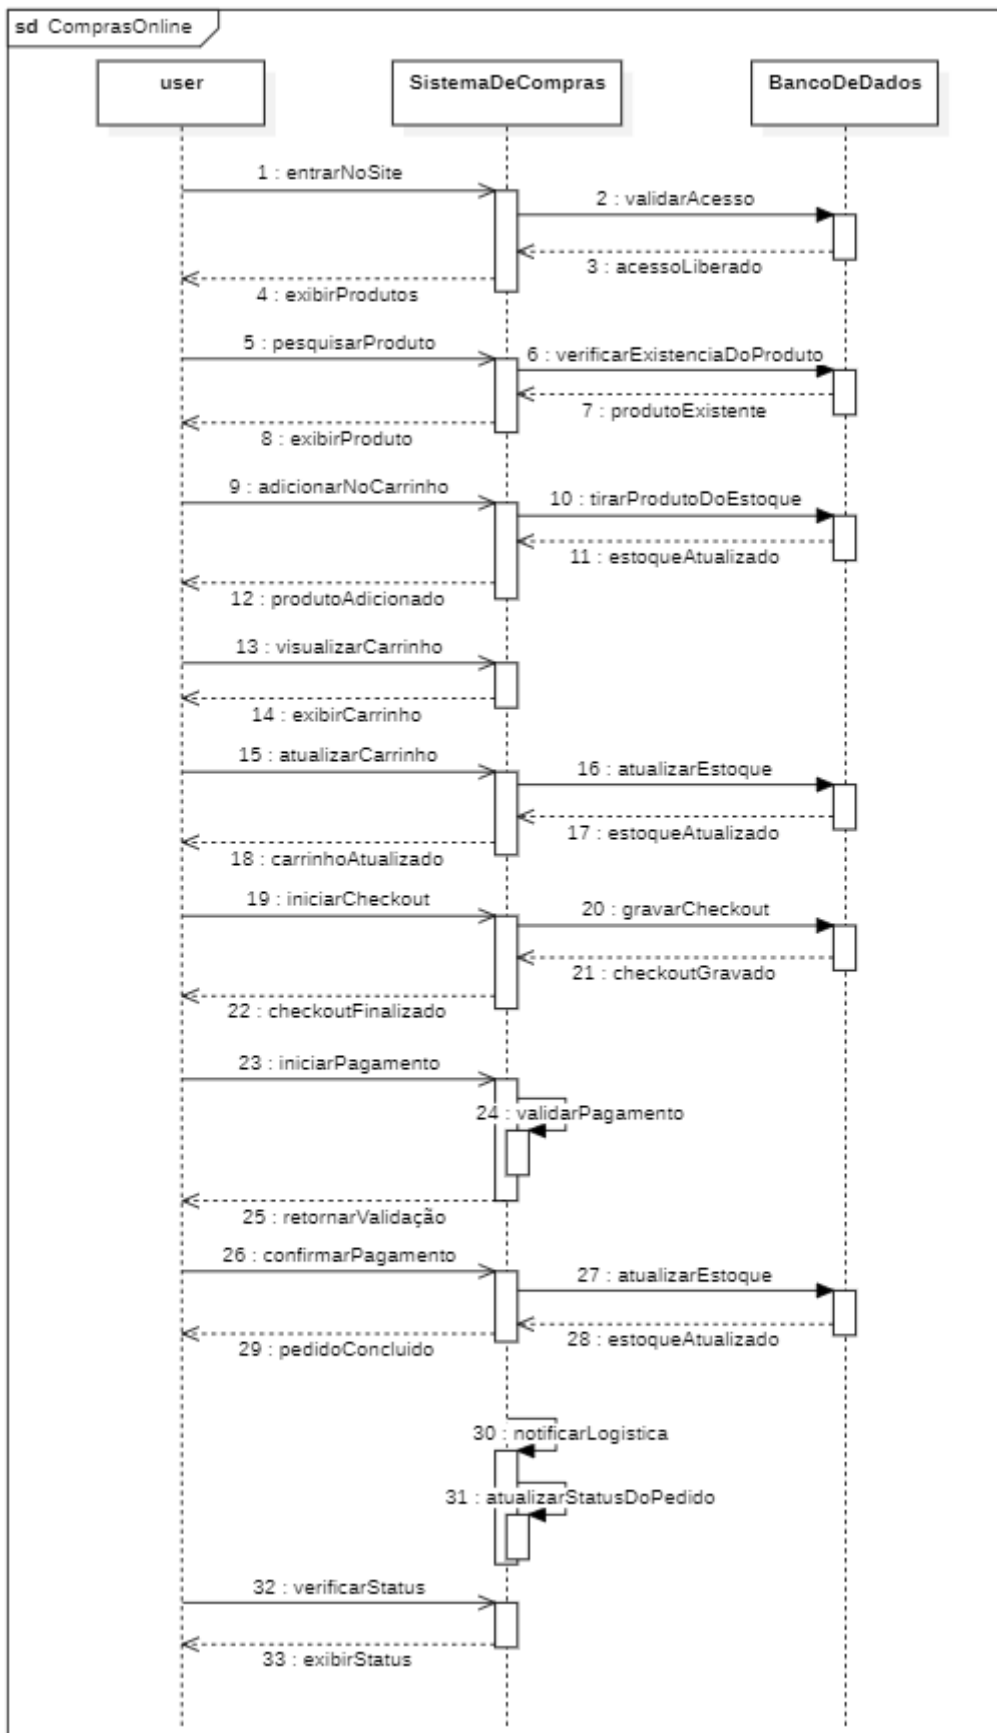 sd ComprasOnline
user
SistemaDeCompras
BancoDeDados
1 : entrarNoSite
2 : validarAcesso
3 : acessoLiberado
4 : exibirProdutos
5 : pesquisarProduto
6 : verificarExistenciaDoProduto
7 : produtoExistente
8 : exibirProduto
9 : adicionarNoCarrinho
10 : tirarProdutoDoEstoque
11 : estoqueAtualizado
12 : produtoAdicionado
13 : visualizarCarrinho
14 : exibirCarrinho
15 : atualizarCarrinho
16 : atualizarEstoque
17 : estoqueAtualizado
18 : carrinhoAtualizado
19 : iniciarCheckout
20 : gravarCheckout
21 : checkoutGravado
22 : checkoutFinalizado
23 : iniciarPagamento
24 : validarPagamento
25 : retornarValidação
26 : confirmarPagamento
27 : atualizarEstoque
28 : estoqueAtualizado
29 : pedidoConcluido
30 : notificarLogistica
31 : atualizarStatusDoPedido
32 : verificarStatus
33 : exibirStatus